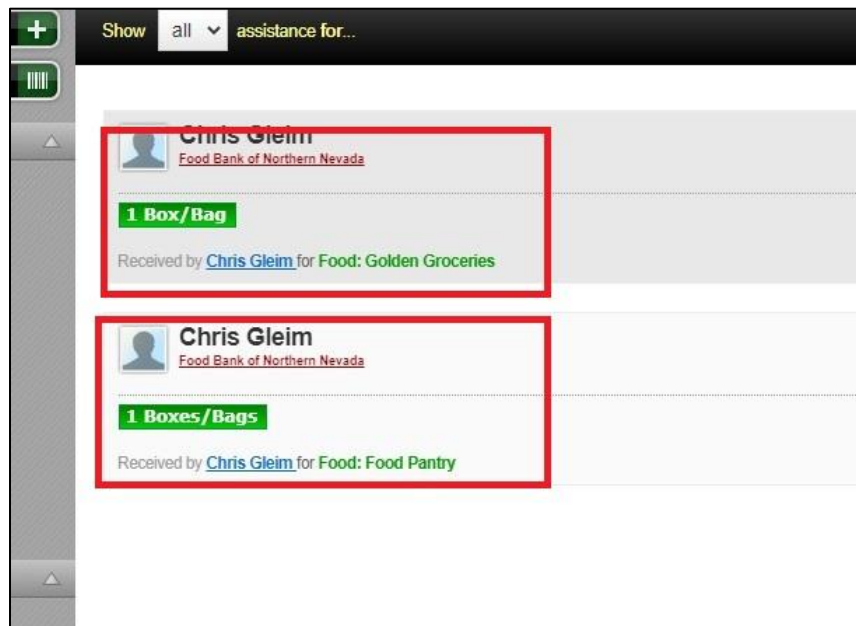 Show all assistance for...
Chris Gleim
Food Bank of Northern Nevada
1 Box/Bag
Received by Chris Gleim for Food: Golden Groceries
Chris Gleim
Food Bank of Northern Nevada
1 Boxes/Bags
Received by Chris Gleim for Food: Food Pantry